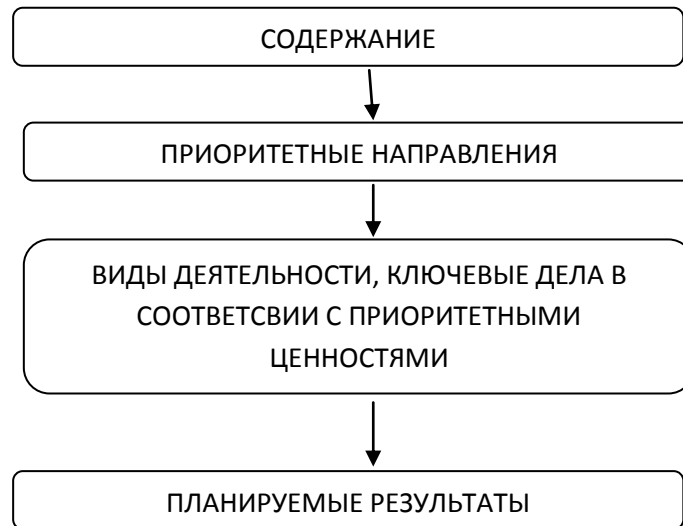 СОДЕРЖАНИЕ
ПРИОРИТЕТНЫЕ НАПРАВЛЕНИЯ
ВИДЫ ДЕЯТЕЛЬНОСТИ, КЛЮЧЕВЫЕ ДЕЛА В
СООТВЕТСВИИ С ПРИОРИТЕТНЫМИ
ЦЕННОСТЯМИ
ПЛАНИРУЕМЫЕ РЕЗУЛЬТАТЫ